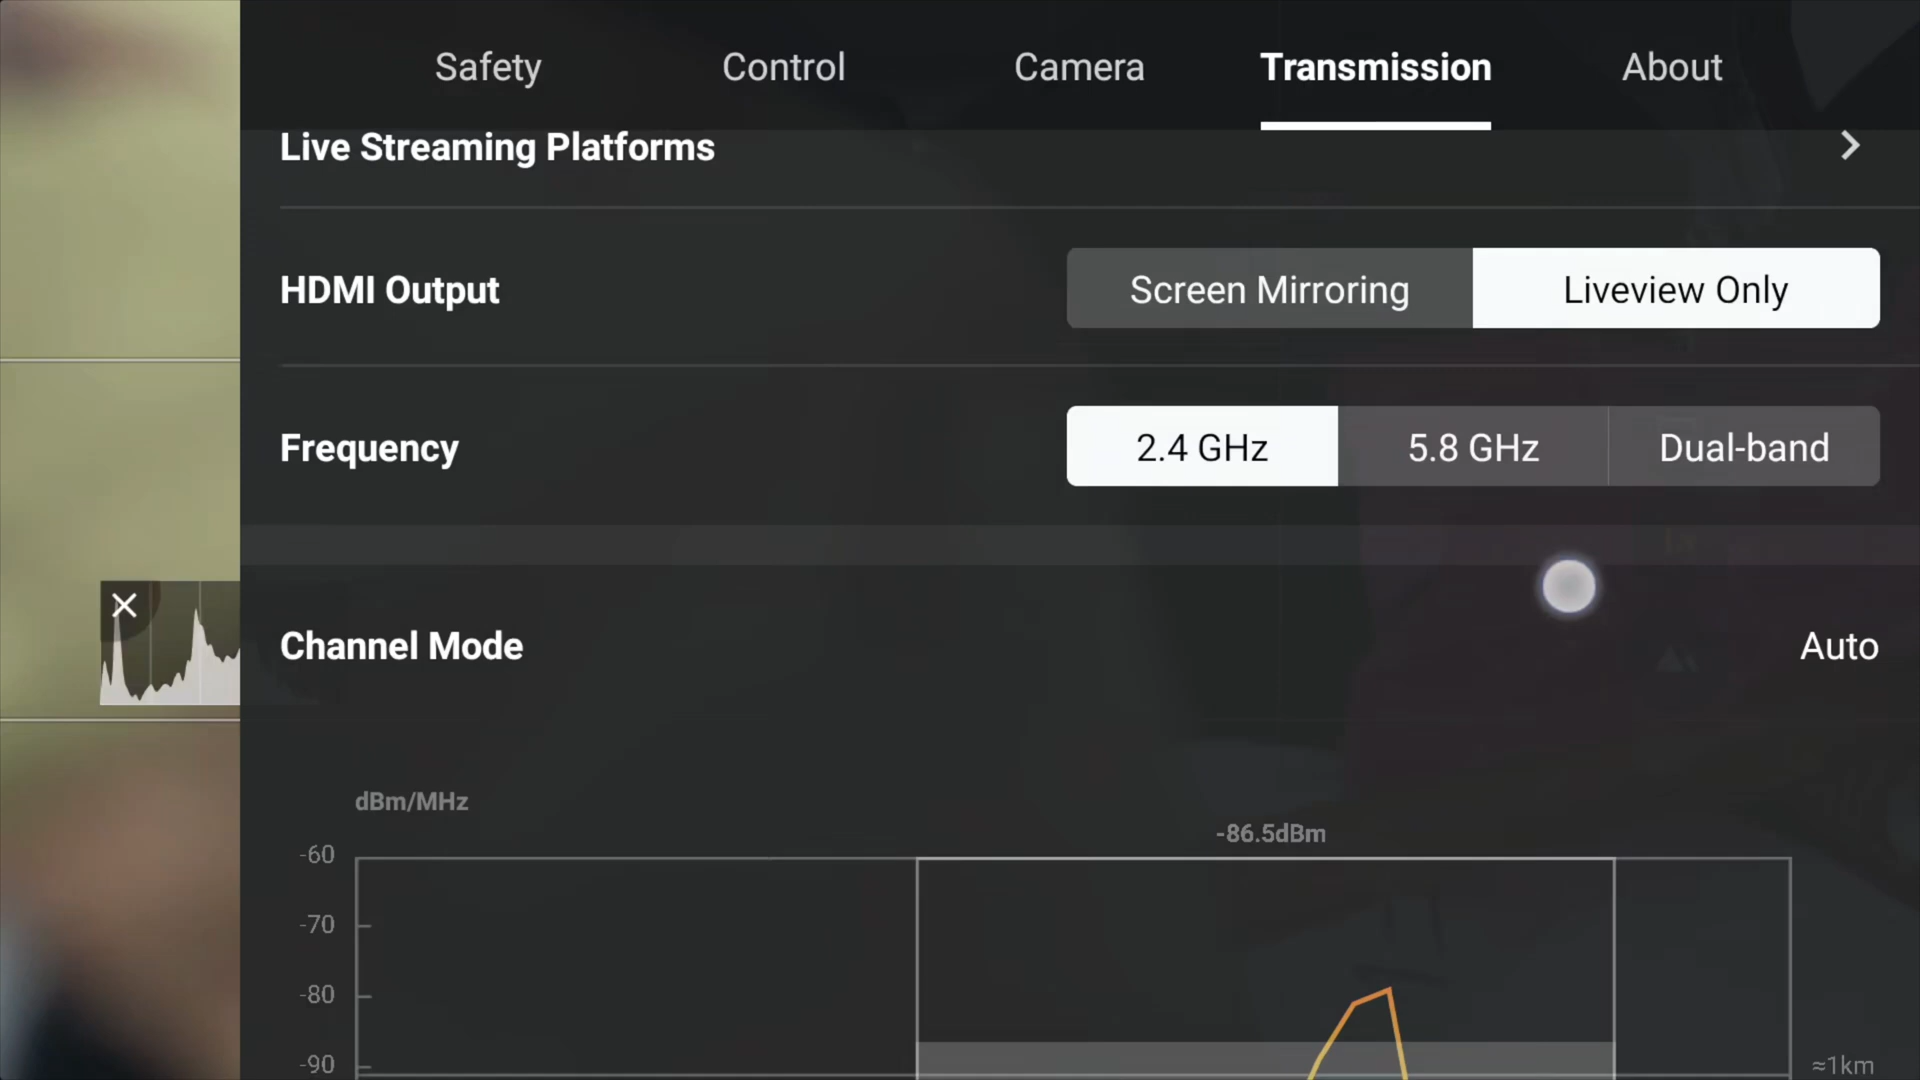 Safety Control Camera Transmission About
Live Streaming Platforms
HDMI Output Screen Mirroring Liveview Only
Frequency 2.4 GHz 5.8 GHz Dual-band
Channel Mode Auto
dBm/MHz
-86.5dBm
-60
-70
-80
-90 ≈1km